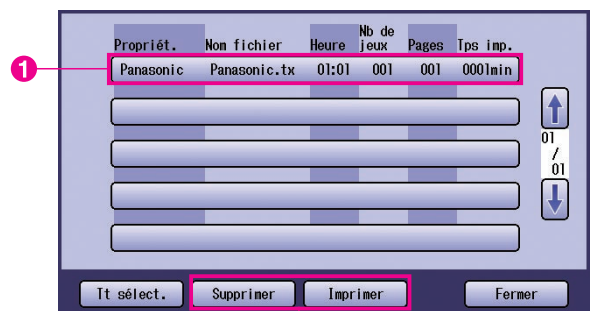 Propriét. Nom fichier Heure Nb de jeux Pages Tps imp.
1 Panasonic Panasonic.tx 01:01 001 001 0001min
01
/
01
Tt sélect. Supprimer Imprimer Fermer